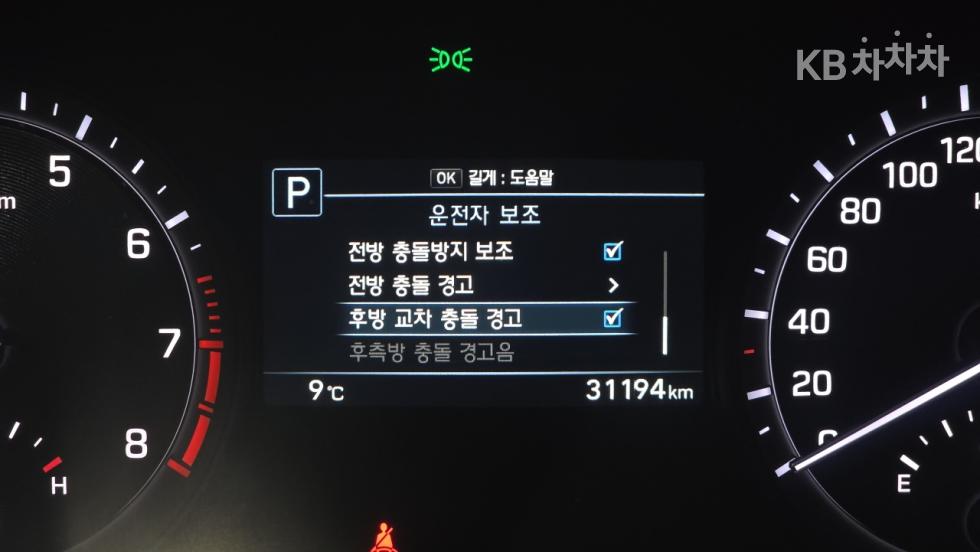 KB차차차
P
OK 길게 : 도움말
운전자 보조
전방 충돌방지 보조
전방 충돌 경고
후방 교차 충돌 경고
후측방 충돌 경고음
9℃
31194km
5
6
7
8
H
120
100
80
60
40
20
0
E